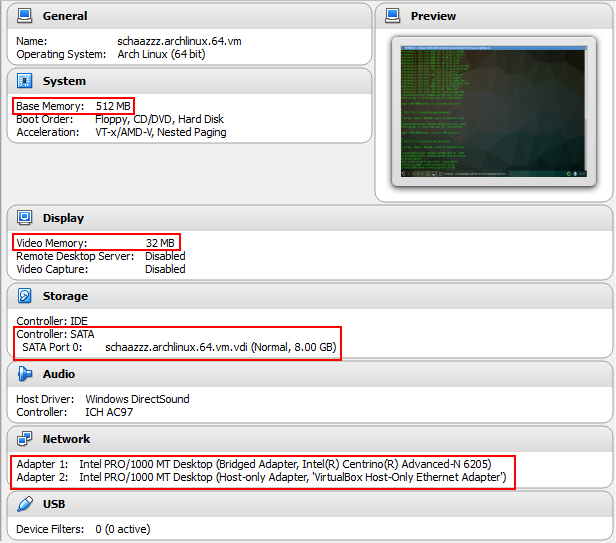 General
Name: schaazzz.archlinux.64.vm
Operating System: Arch Linux (64 bit)
Preview
System
Base Memory: 512 MB
Boot Order: Floppy, CD/DVD, Hard Disk
Acceleration: VT-x/AMD-V, Nested Paging
Display
Video Memory: 32 MB
Remote Desktop Server: Disabled
Video Capture: Disabled
Storage
Controller: IDE
Controller: SATA
SATA Port 0: schaazzz.archlinux.64.vm.vdi (Normal, 8.00 GB)
Audio
Host Driver: Windows DirectSound
Controller: ICH AC97
Network
Adapter 1: Intel PRO/1000 MT Desktop (Bridged Adapter, Intel(R) Centrino(R) Advanced-N 6205)
Adapter 2: Intel PRO/1000 MT Desktop (Host-only Adapter, 'VirtualBox Host-Only Ethernet Adapter')
USB
Device Filters: 0 (0 active)